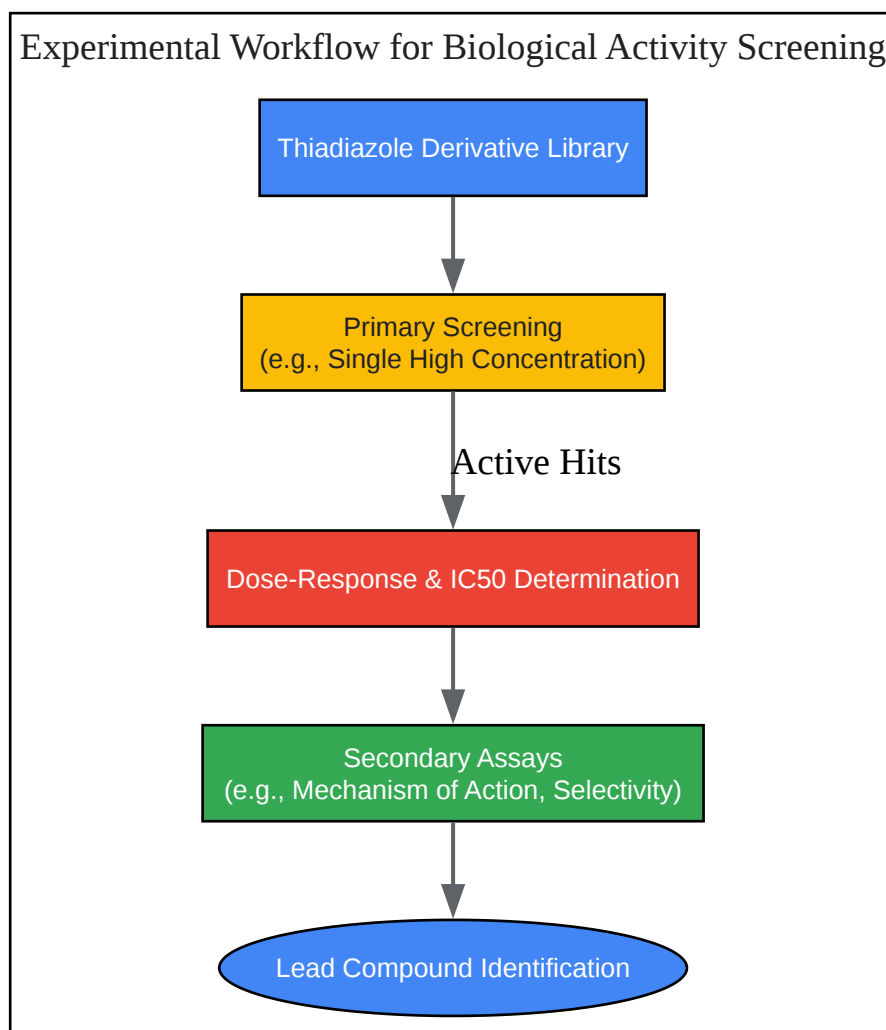 Experimental Workflow for Biological Activity Screening
Thiadiazole Derivative Library
Primary Screening
(e.g., Single High Concentration)
Active Hits
Dose-Response & IC50 Determination
Secondary Assays
(e.g., Mechanism of Action, Selectivity)
Lead Compound Identification